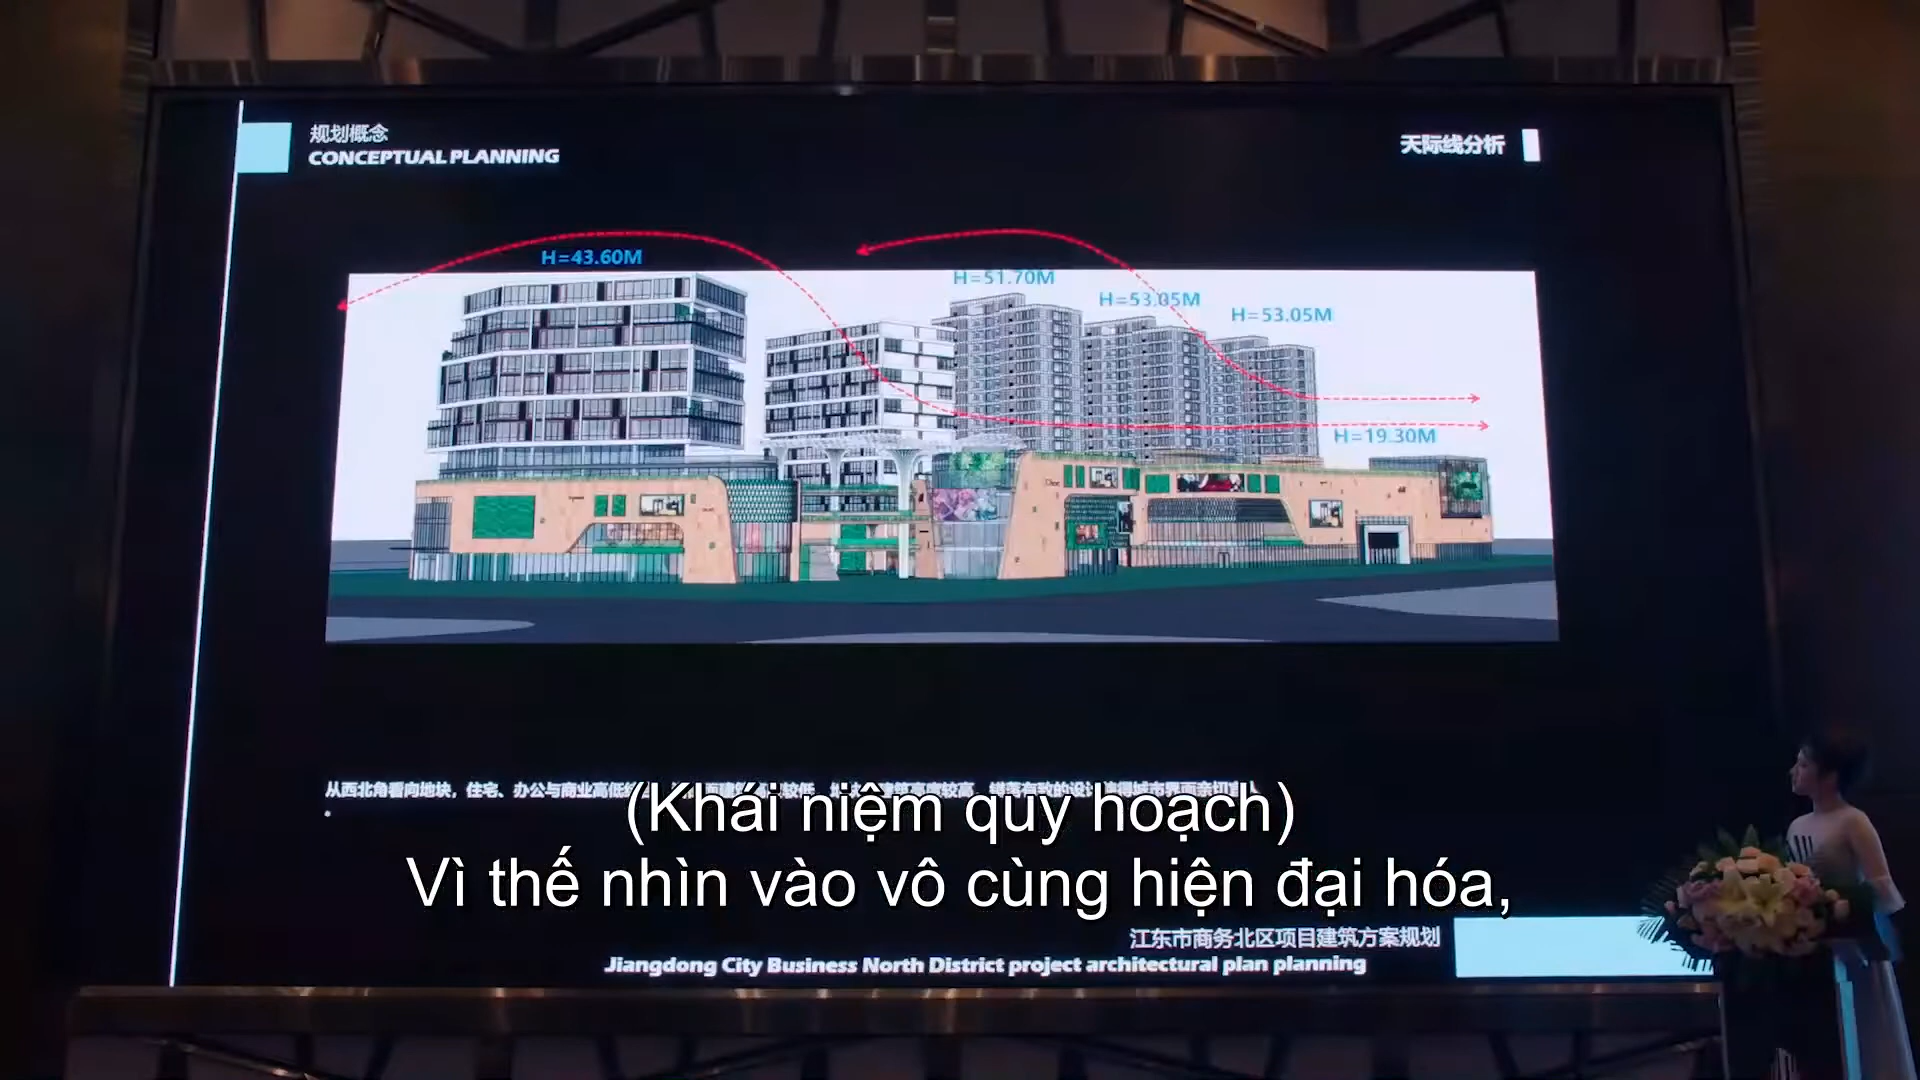 规划概念
CONCEPTUAL PLANNING
天际线分析
H=43.60M
H=51.70M
H=53.05M
H=53.05M
H=19.30M
从西北角看向地块，住宅、办公与商业高低
(Khái niệm quy hoạch)
Vì thế nhìn vào vô cùng hiện đại hóa,
江东市商务北区项目建筑方案规划
Jiangdong City Business North District project architectural plan planning